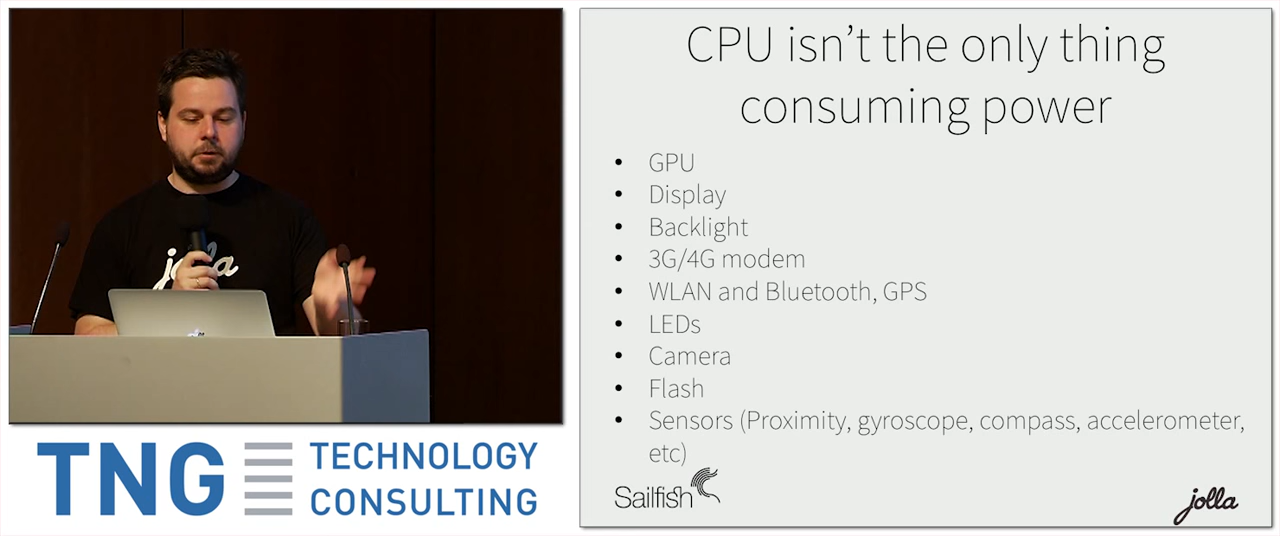 jolla
TNG TECHNOLOGY
CONSULTING
CPU isn't the only thing
consuming power
• GPU
• Display
• Backlight
• 3G/4G modem
• WLAN and Bluetooth, GPS
• LEDs
• Camera
• Flash
• Sensors (Proximity, gyroscope, compass, accelerometer,
etc)
Sailfish
jolla